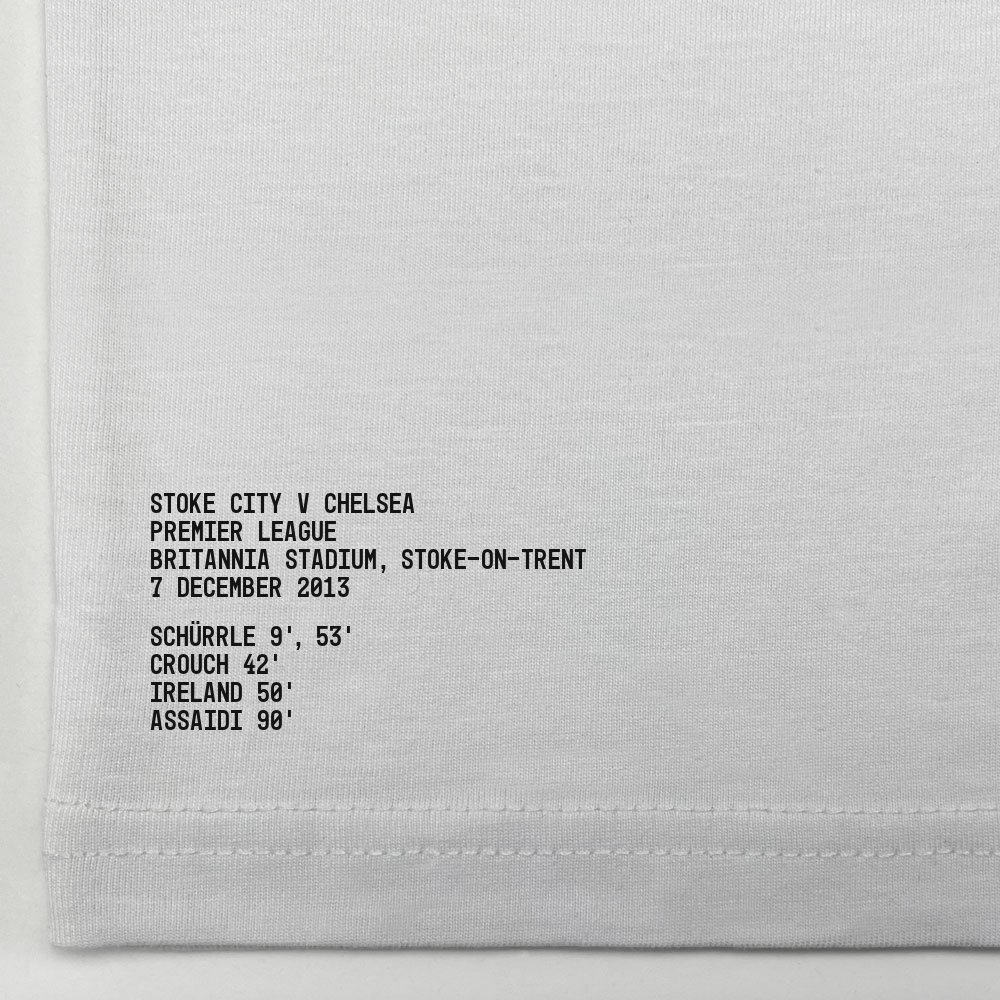 STOKE CITY V CHELSEA
PREMIER LEAGUE
BRITANNIA STADIUM, STOKE-ON-TRENT
7 DECEMBER 2013
SCHÜRRLE 9', 53'
CROUCH 42'
IRELAND 50'
ASSAIDI 90'